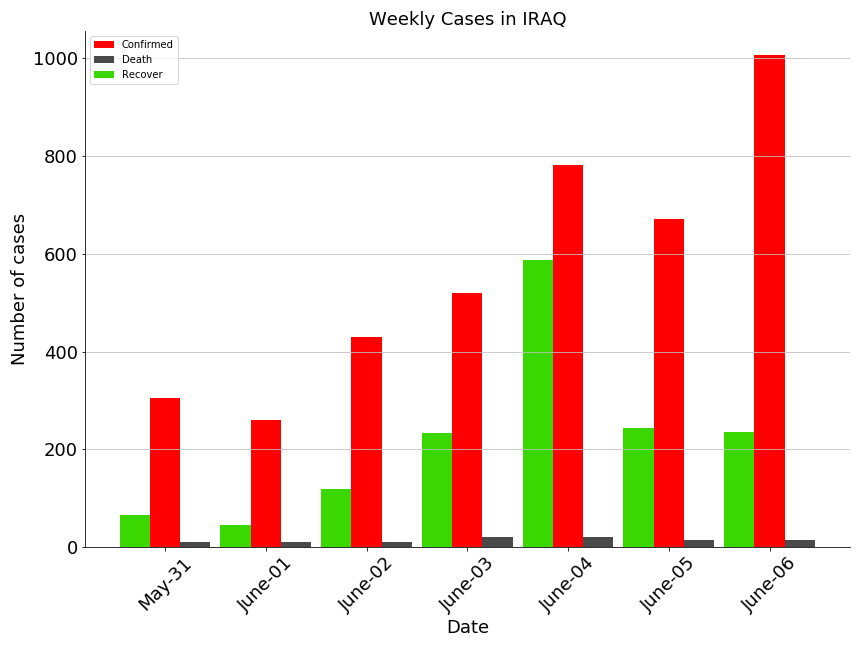 Weekly Cases in IRAQ
Confirmed
Death
Recover
Number of cases
1000
800
600
400
200
0
May-31
June-01
June-02
June-03
June-04
June-05
June-06
Date